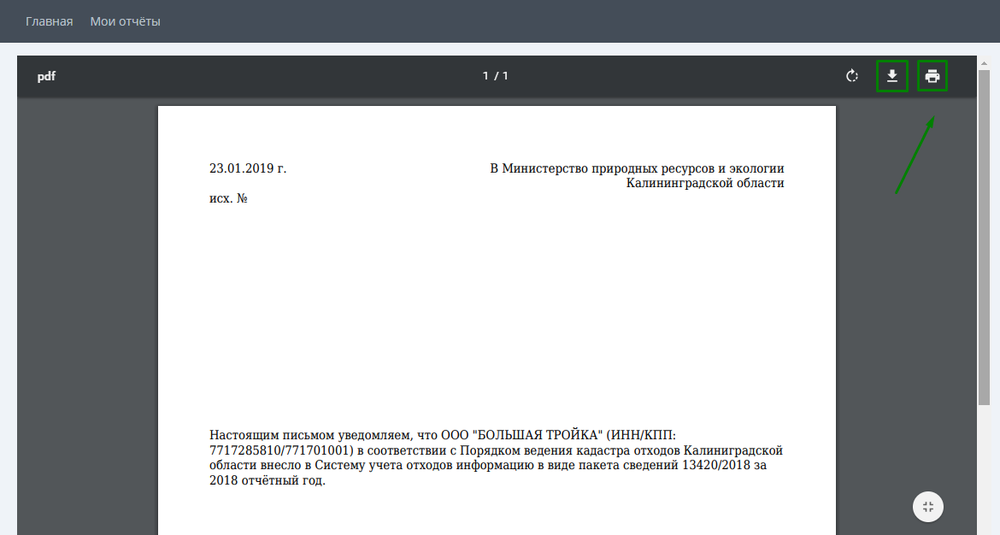 Главная Мои отчёты
pdf 1 / 1
23.01.2019 г. В Министерство природных ресурсов и экологии
Калининградской области
исх. №
Настоящим письмом уведомляем, что ООО "БОЛЬШАЯ ТРОЙКА" (ИНН/КПП:
7717285810/771701001) в соответствии с Порядком ведения кадастра отходов Калиниградской
области внесло в Систему учета отходов информацию в виде пакета сведений 13420/2018 за
2018 отчётный год.